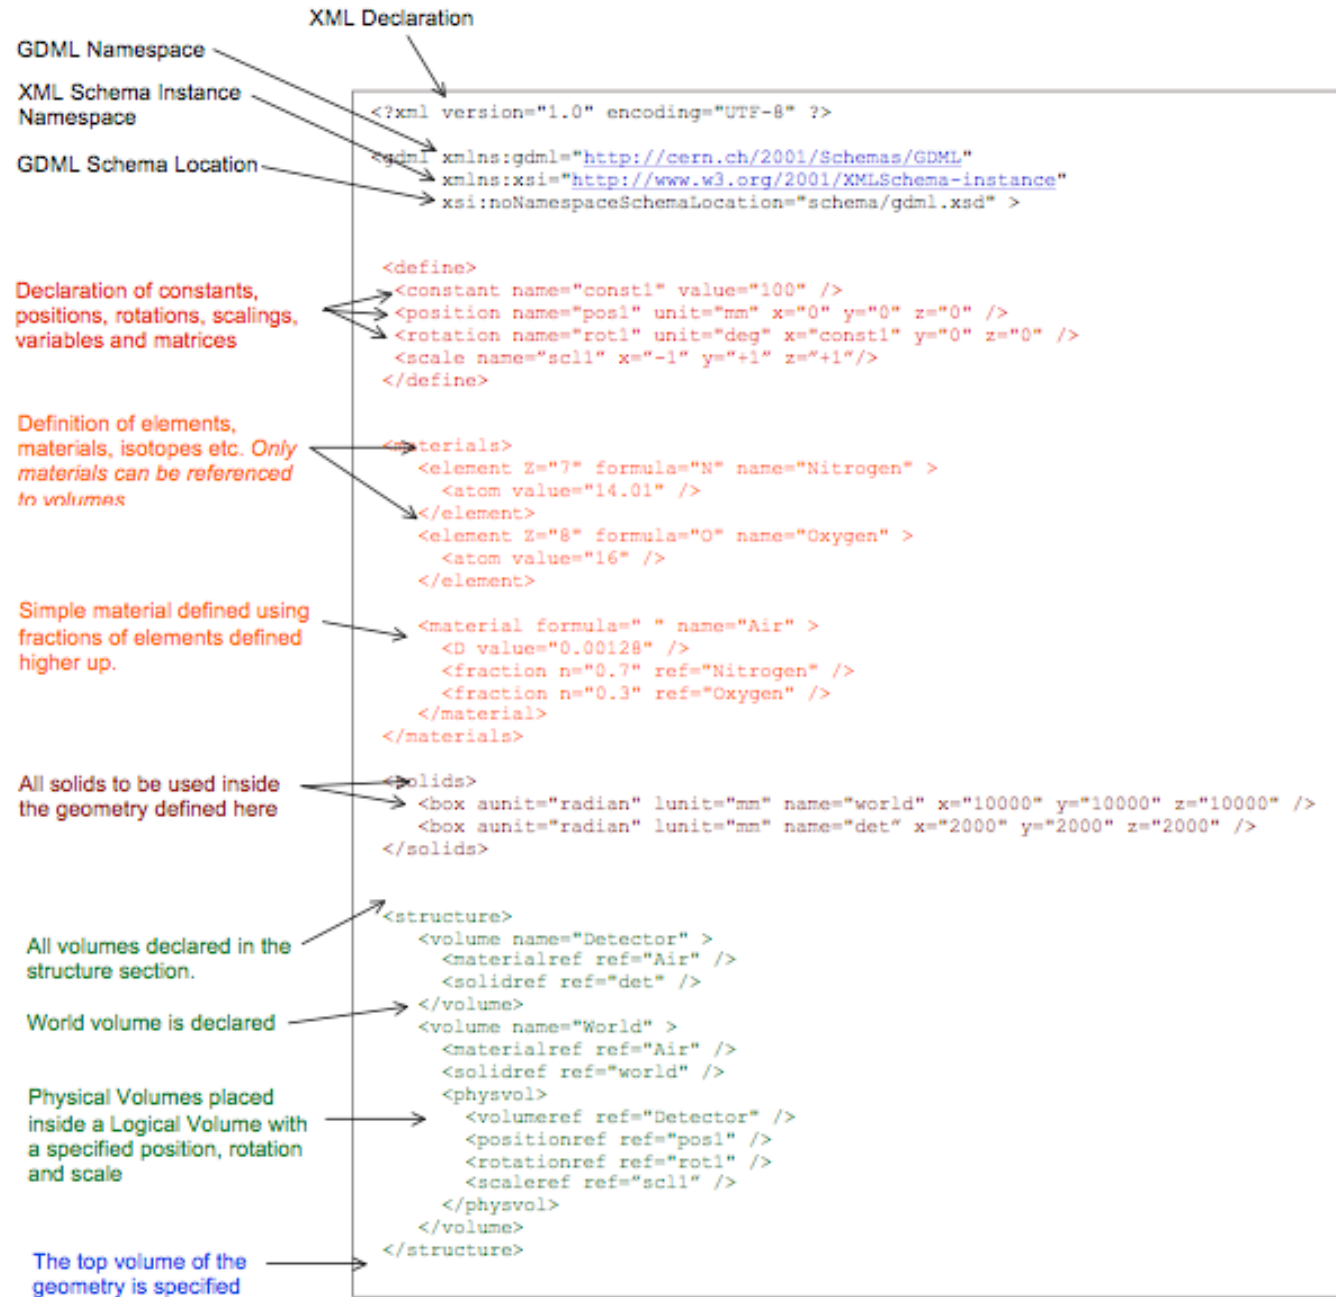 XML Declaration
GDML Namespace
XML Schema Instance
Namespace
GDML Schema Location
<?xml version="1.0" encoding="UTF-8" ?>
<gdml xmlns:gdml="http://cern.ch/2001/Schemas/GDML"
xmlns:xsi="http://www.w3.org/2001/XMLSchema-instance"
xsi:noNamespaceSchemaLocation="schema/gdml.xsd" >
Declaration of constants,
positions, rotations, scalings,
variables and matrices
<define>
<constant name="const1" value="100" />
<position name="pos1" unit="mm" x="0" y="0" z="0" />
<rotation name="rot1" unit="deg" x="const1" y="0" z="0" />
<scale name="scl1" x="-1" y="+1" z="+1"/>
</define>
Definition of elements,
materials, isotopes etc. Only
materials can be referenced
to volumes
<materials>
<element Z="7" formula="N" name="Nitrogen" >
<atom value="14.01" />
</element>
<element Z="8" formula="O" name="Oxygen" >
<atom value="16" />
</element>
Simple material defined using
fractions of elements defined
higher up.
<material formula=" " name="Air" >
<D value="0.00128" />
<fraction n="0.7" ref="Nitrogen" />
<fraction n="0.3" ref="Oxygen" />
</material>
</materials>
All solids to be used inside
the geometry defined here
<solids>
<box aunit="radian" lunit="mm" name="world" x="10000" y="10000" z="10000" />
<box aunit="radian" lunit="mm" name="det" x="2000" y="2000" z="2000" />
</solids>
All volumes declared in the
structure section.
World volume is declared
Physical Volumes placed
inside a Logical Volume with
a specified position, rotation
and scale
<structure>
<volume name="Detector" >
<materialref ref="Air" />
<solidref ref="det" />
</volume>
<volume name="World" >
<materialref ref="Air" />
<solidref ref="world" />
<physvol>
<volumeref ref="Detector" />
<positionref ref="pos1" />
<rotationref ref="rot1" />
<scaleref ref="scl1" />
</physvol>
</volume>
</structure>
The top volume of the
geometry is specified